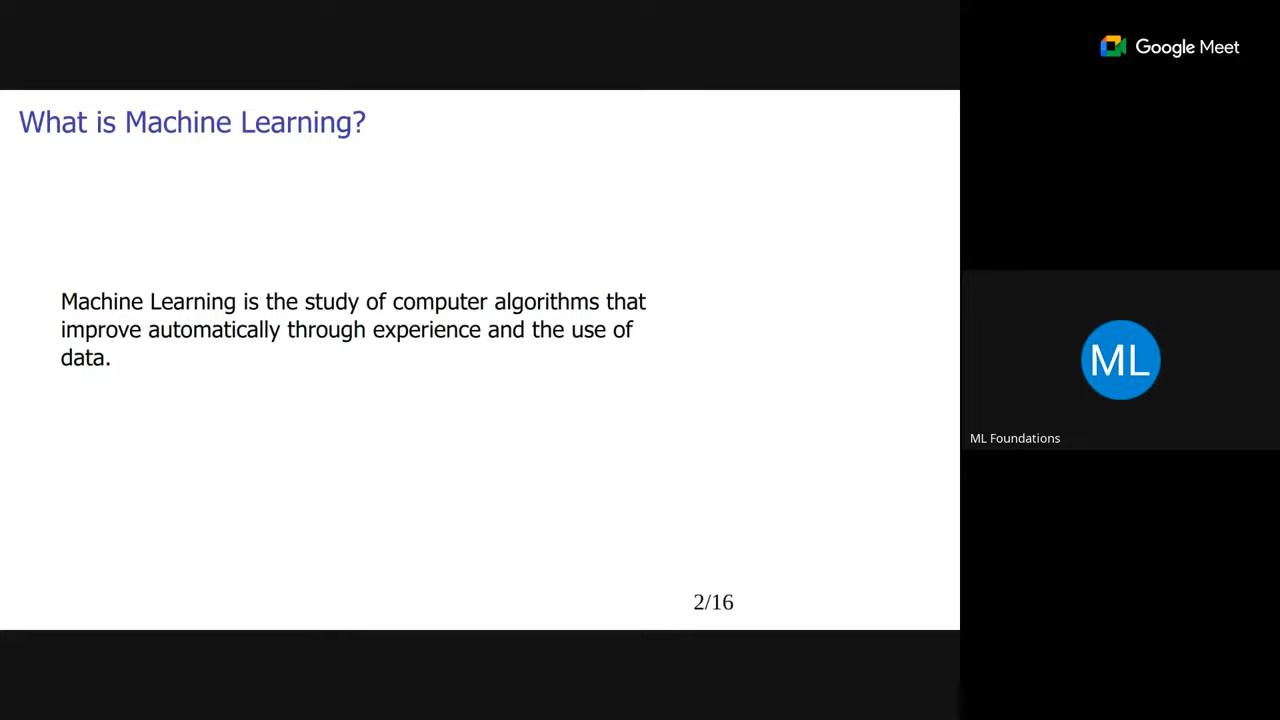 Google Meet
What is Machine Learning?
Machine Learning is the study of computer algorithms that
improve automatically through experience and the use of
data.
ML
ML Foundations
2/16